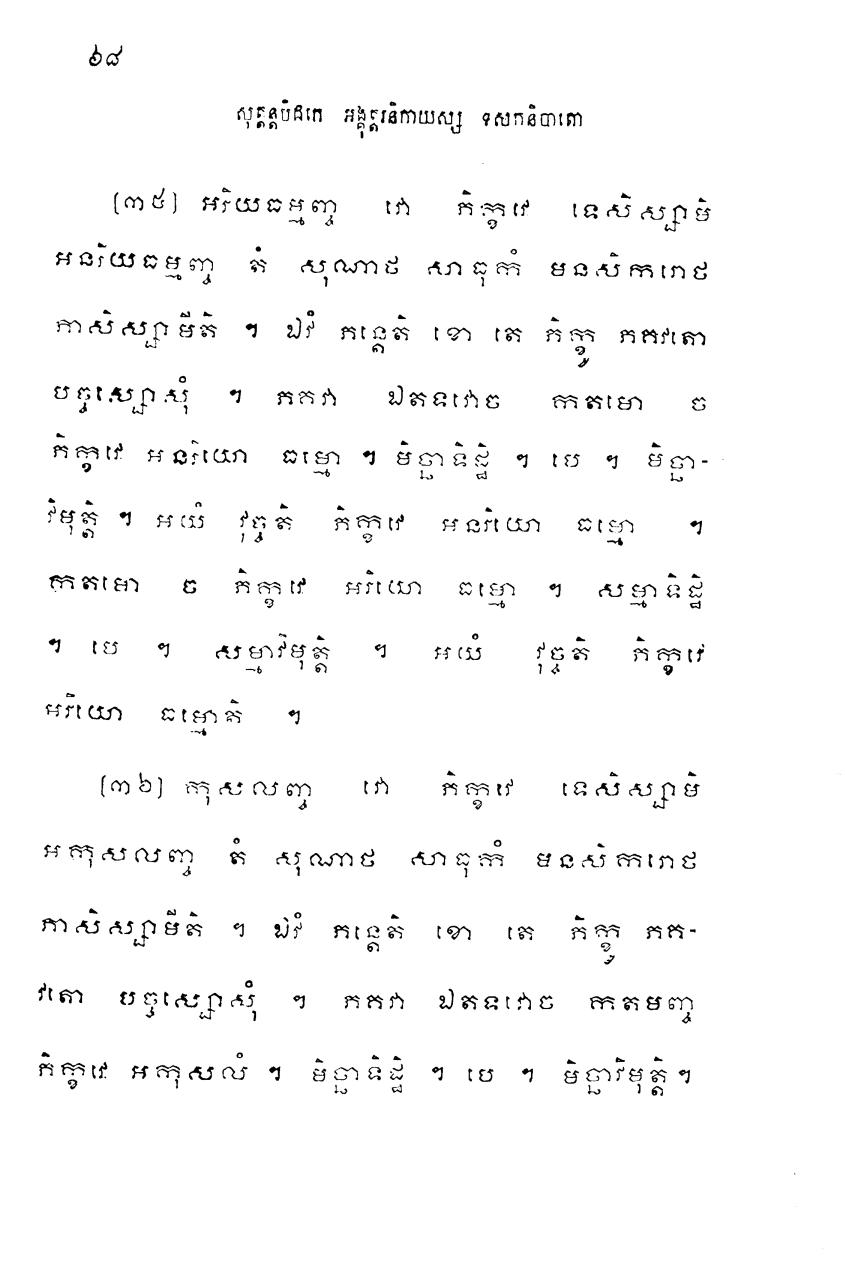 ៦៨
សុត្តន្តបិដកេ អង្គុត្តរនិកាយស្ស ទសកនិបាតោ
[៣៥] អរិយធម្មញ្ច វោ ភិក្ខវេ ទេសិស្សាមិ
អនរិយធម្មញ្ច តំ សុណាថ សាធុកំ មនសិករោថ
ភាសិស្សាមីតិ ។ ឯវំ ភន្តេតិ ខោ តេ ភិក្ខូ ភគវតោ
បច្ចស្សោសុំ ។ ភគវា ឯតទវោច កតមោ ច
ភិក្ខវេ អនរិយោ ធម្មោ ។ មិច្ឆាទិដ្ឋិ ។ បេ ។ មិច្ឆា-
វិមុត្តិ ។ អយំ វុច្ចតិ ភិក្ខវេ អនរិយោ ធម្មោ ។
កតមោ ច ភិក្ខវេ អរិយោ ធម្មោ ។ សម្មាទិដ្ឋិ
។ បេ ។ សម្មាវិមុត្តិ ។ អយំ វុច្ចតិ ភិក្ខវេ
អរិយោ ធម្មោតិ ។
[៣៦] កុសលញ្ច វោ ភិក្ខវេ ទេសិស្សាមិ
អកុសលញ្ច តំ សុណាថ សាធុកំ មនសិករោថ
ភាសិស្សាមីតិ ។ ឯវំ ភន្តេតិ ខោ តេ ភិក្ខូ ភគ-
វតោ បច្ចស្សោសុំ ។ ភគវា ឯតទវោច កតមញ្ច
ភិក្ខវេ អកុសលំ ។ មិច្ឆាទិដ្ឋិ ។ បេ ។ មិច្ឆាវិមុត្តិ ។